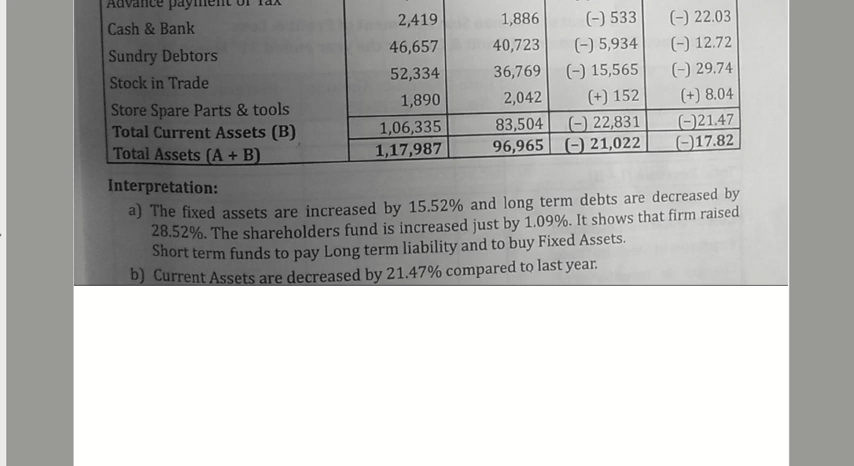 Advance payment of Tax
Cash & Bank 2,419 1,886 (–) 533 (–) 22.03
Sundry Debtors 46,657 40,723 (–) 5,934 (–) 12.72
Stock in Trade 52,334 36,769 (–) 15,565 (–) 29.74
Store Spare Parts & tools 1,890 2,042 (+) 152 (+) 8.04
Total Current Assets (B) 1,06,335 83,504 (–) 22,831 (–)21.47
Total Assets (A + B) 1,17,987 96,965 (–) 21,022 (–)17.82
Interpretation:
a) The fixed assets are increased by 15.52% and long term debts are decreased by
28.52%. The shareholders fund is increased just by 1.09%. It shows that firm raised
Short term funds to pay Long term liability and to buy Fixed Assets.
b) Current Assets are decreased by 21.47% compared to last year.